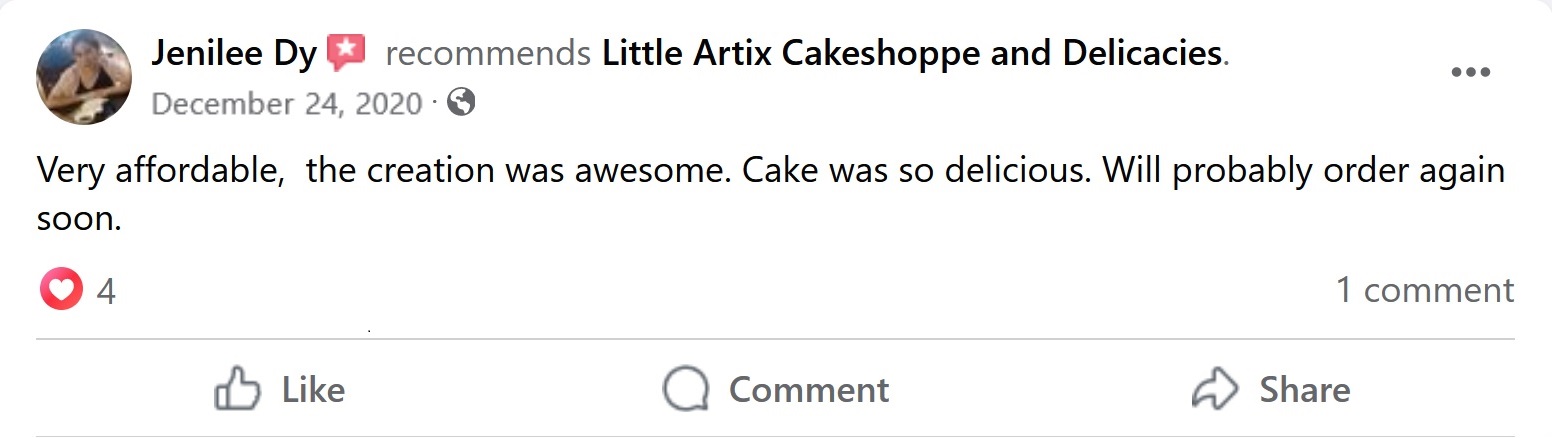 Jenilee Dy recommends Little Artix Cakeshoppe and Delicacies.
December 24, 2020 ·
Very affordable,  the creation was awesome. Cake was so delicious. Will probably order again
soon.
4 1 comment
Like Comment Share